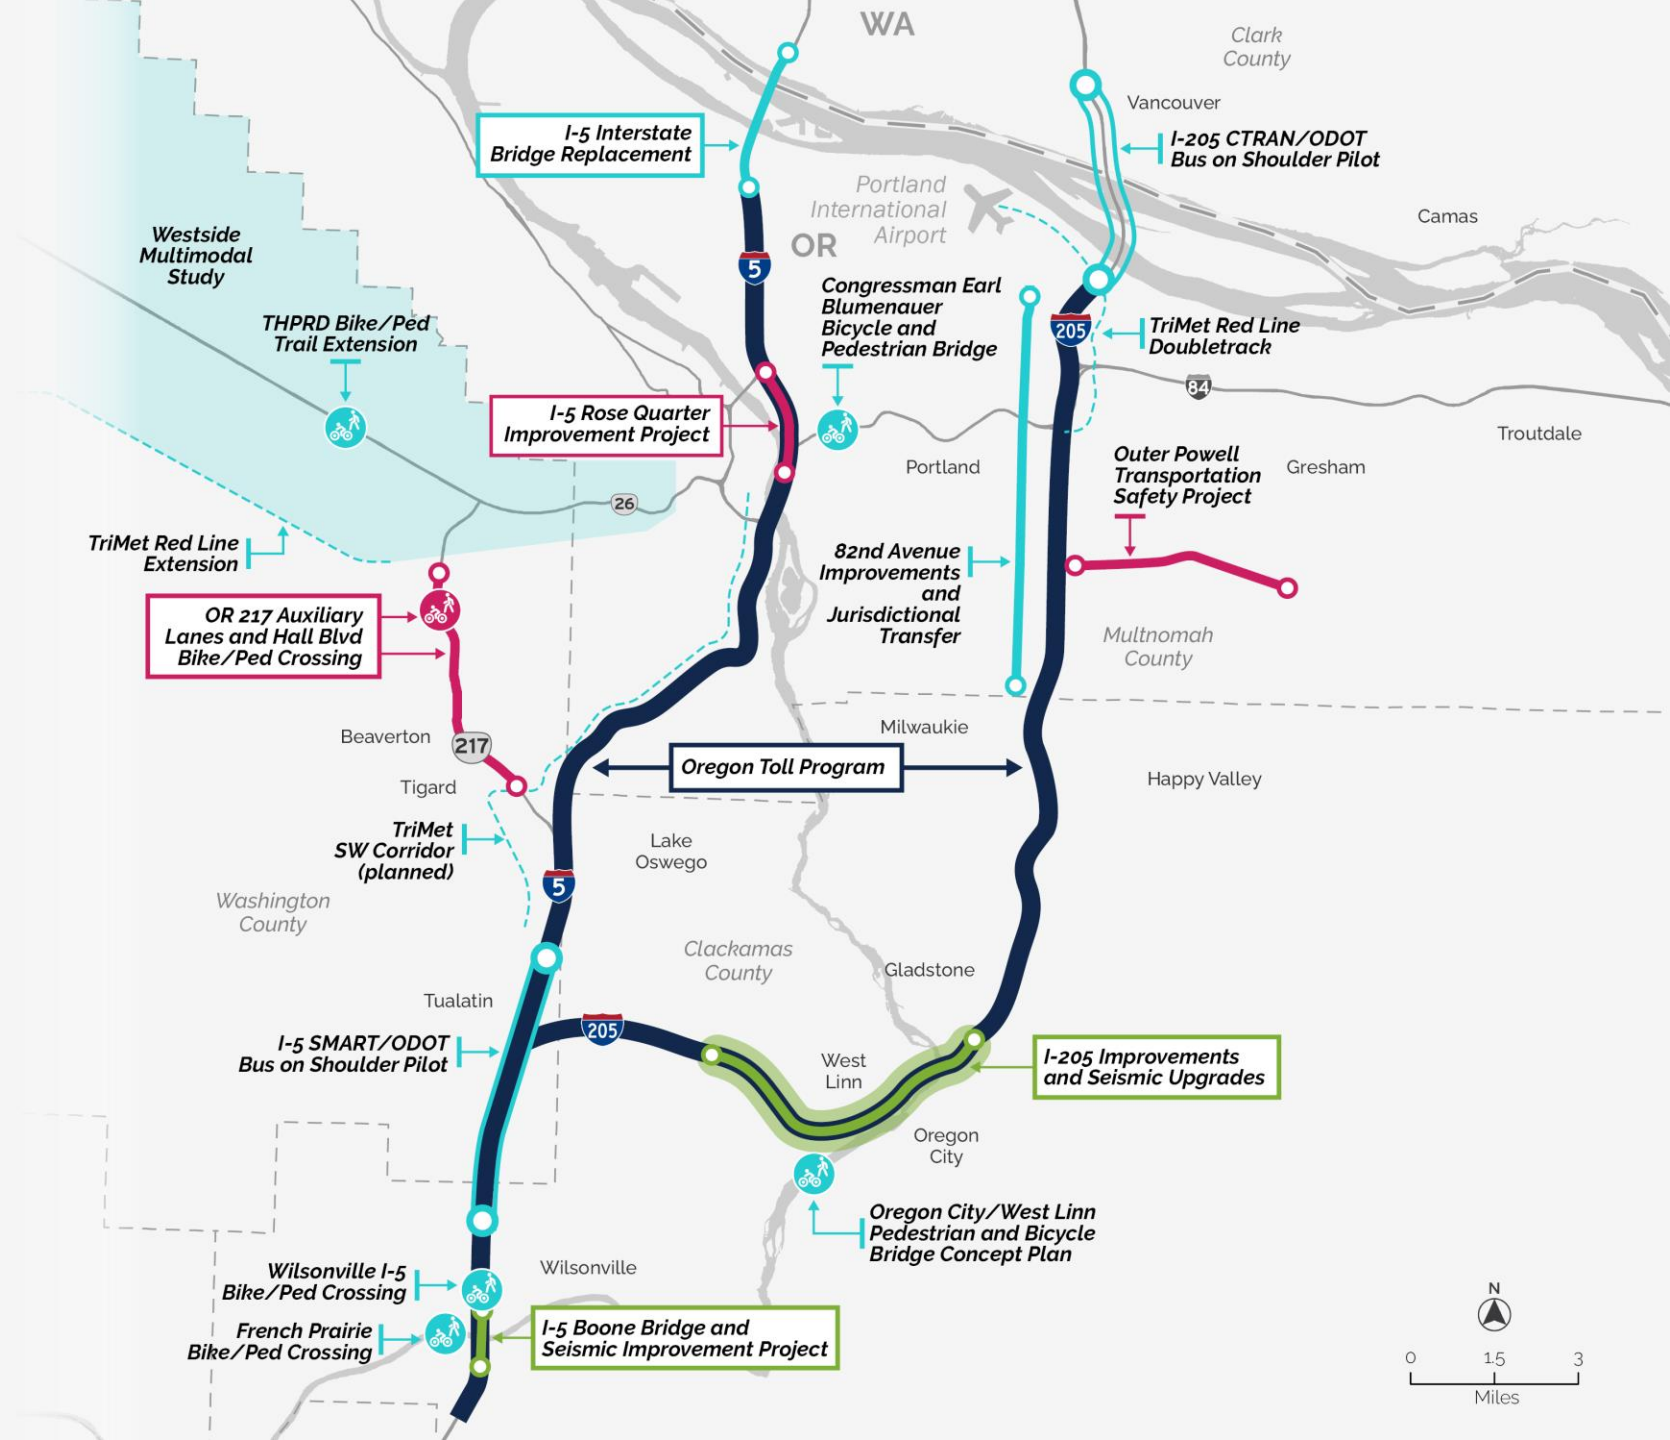 WA
Clark
County
Vancouver
I-5 Interstate
Bridge Replacement
I-205 CTRAN/ODOT
Bus on Shoulder Pilot
Portland
International
Airport
OR
Camas
Westside
Multimodal
Study
5
Congressman Earl
Blumenauer
Bicycle and
Pedestrian Bridge
THPRD Bike/Ped
Trail Extension
205
TriMet Red Line
Doubletrack
84
I-5 Rose Quarter
Improvement Project
Portland
Troutdale
Outer Powell
Transportation
Safety Project
Gresham
26
TriMet Red Line
Extension
82nd Avenue
Improvements
and
Jurisdictional
Transfer
OR 217 Auxiliary
Lanes and Hall Blvd
Bike/Ped Crossing
Multnomah
County
Beaverton
217
Milwaukie
Oregon Toll Program
Tigard
Happy Valley
TriMet
SW Corridor
(planned)
Lake
Oswego
5
Washington
County
Clackamas
County
Gladstone
Tualatin
I-5 SMART/ODOT
Bus on Shoulder Pilot
205
West
Linn
I-205 Improvements
and Seismic Upgrades
Oregon
City
Oregon City/West Linn
Pedestrian and Bicycle
Bridge Concept Plan
Wilsonville I-5
Bike/Ped Crossing
Wilsonville
French Prairie
Bike/Ped Crossing
I-5 Boone Bridge and
Seismic Improvement Project
N
0 1.5 3
Miles